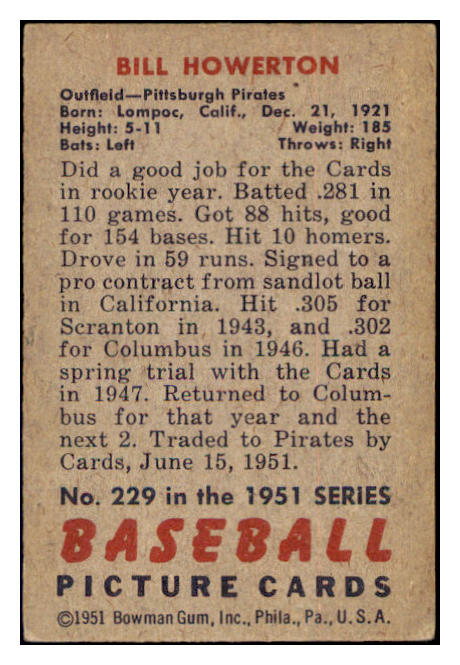 BILL HOWERTON
Outfield—Pittsburgh Pirates
Born: Lompoc, Calif., Dec. 21, 1921
Height: 5-11 Weight: 185
Bats: Left Throws: Right
Did a good job for the Cards
in rookie year. Batted .281 in
110 games. Got 88 hits, good
for 154 bases. Hit 10 homers.
Drove in 59 runs. Signed to a
pro contract from sandlot ball
in California. Hit .305 for
Scranton in 1943, and .302
for Columbus in 1946. Had a
spring trial with the Cards
in 1947. Returned to Colum-
bus for that year and the
next 2. Traded to Pirates by
Cards, June 15, 1951.
No. 229 in the 1951 SERIES
BASEBALL
PICTURE CARDS
©1951 Bowman Gum, Inc., Phila., Pa., U.S.A.